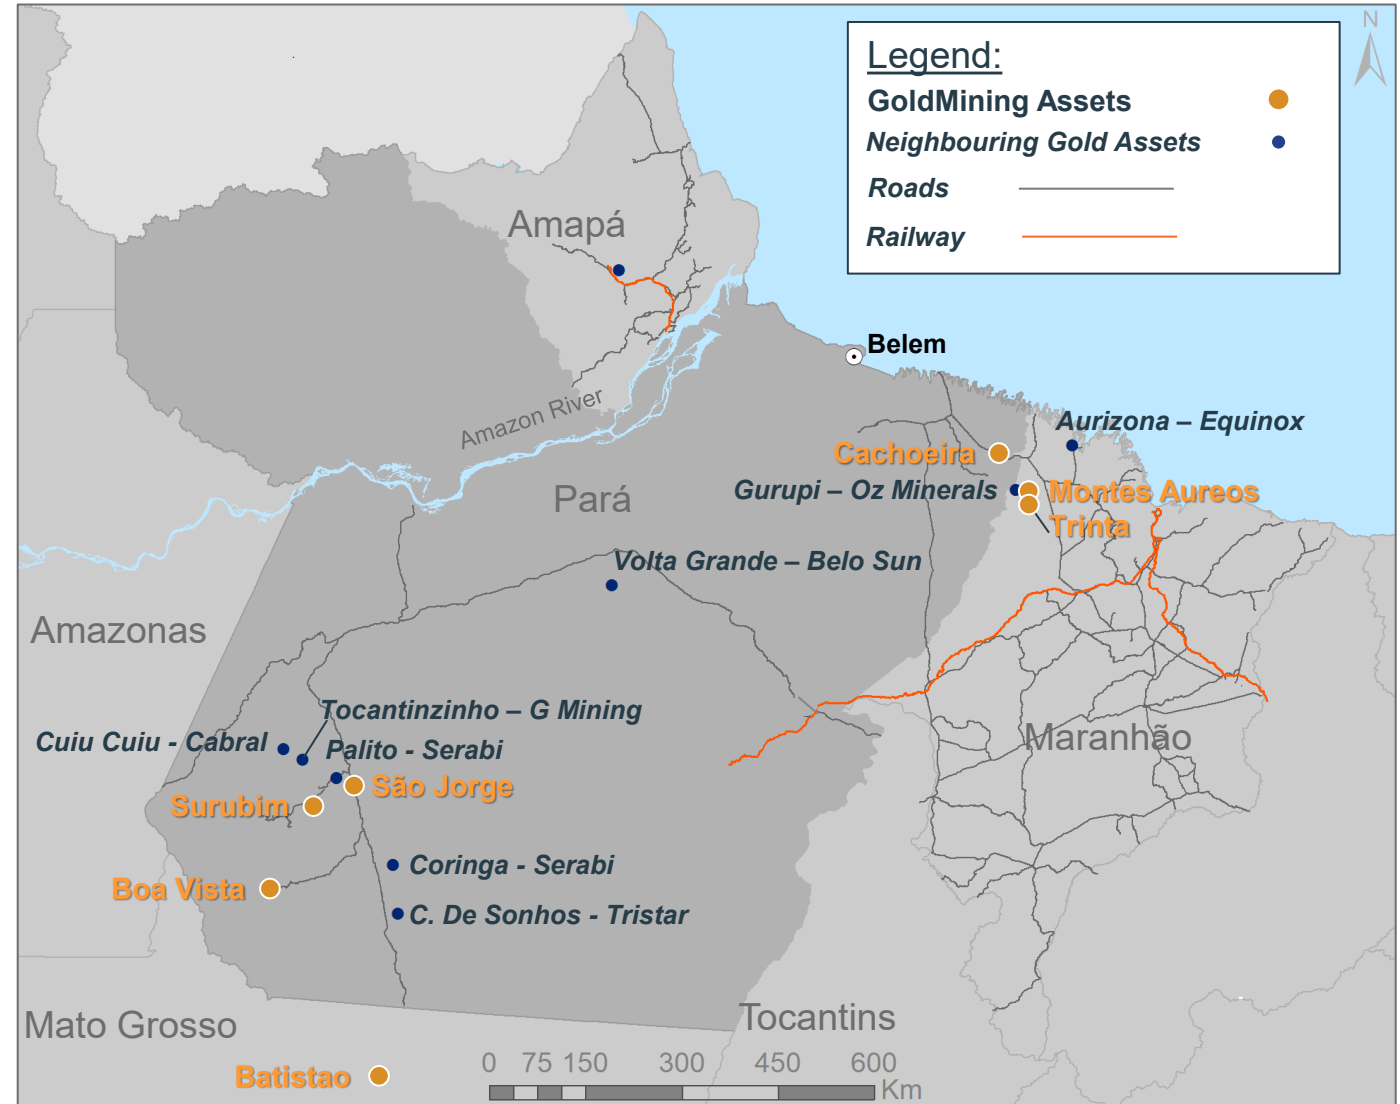 N
Legend:
GoldMining Assets
Neighbouring Gold Assets
Roads
Railway
Amapá
Belem
Amazon River
Aurizona – Equinox
Cachoeira
Gurupi – Oz Minerals
Montes Aureos
Trinta
Pará
Volta Grande – Belo Sun
Amazonas
Tocantinzinho – G Mining
Cuiu Cuiu - Cabral
Palito - Serabi
Maranhão
São Jorge
Surubim
Coringa - Serabi
Boa Vista
C. De Sonhos - Tristar
Mato Grosso
Tocantins
Batistao
0 75 150 300 450 600
Km